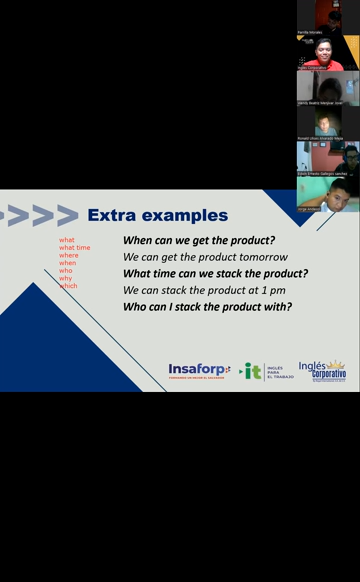 Inglés Corporativo
>>>> Extra examples
what
what time
where
when
who
why
which
When can we get the product?
We can get the product tomorrow
What time can we stack the product?
We can stack the product at 1 pm
Who can I stack the product with?
Insaforp
it
INGLÉS
PARA
EL TRABAJO
Inglés
Corporativo